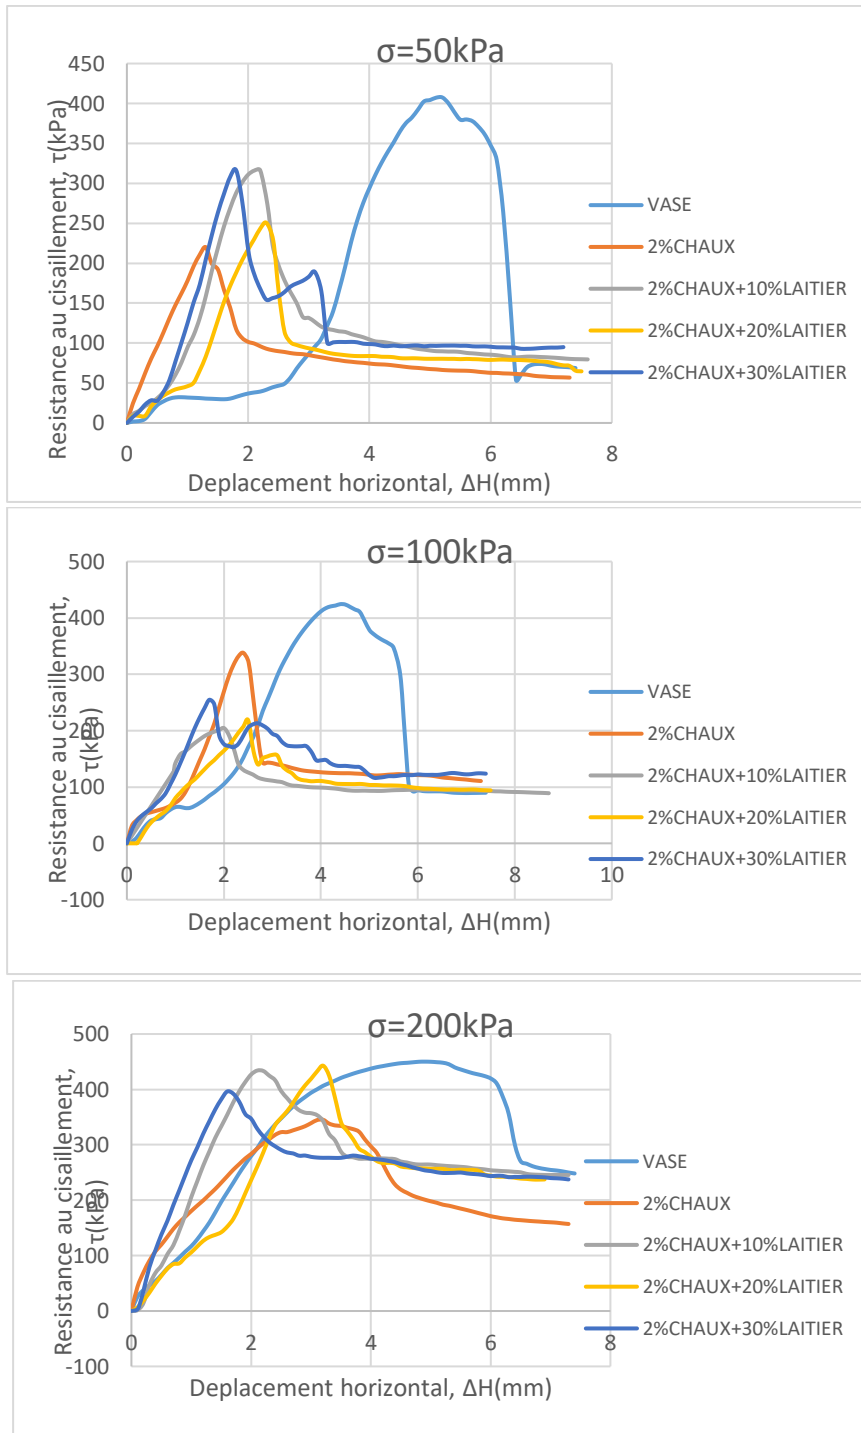 σ=50kPa
Resistance au cisaillement, τ(kPa)
450
400
350
300
250
200
150
100
50
0
0 2 4 6 8
Deplacement horizontal, ΔH(mm)
VASE
2%CHAUX
2%CHAUX+10%LAITIER
2%CHAUX+20%LAITIER
2%CHAUX+30%LAITIER
σ=100kPa
Resistance au cisaillement,
τ(kPa)
500
400
300
200
100
0
-100
0 2 4 6 8 10
Deplacement horizontal, ΔH(mm)
VASE
2%CHAUX
2%CHAUX+10%LAITIER
2%CHAUX+20%LAITIER
2%CHAUX+30%LAITIER
σ=200kPa
Resistance au cisaillement,
τ(kPa)
500
400
300
200
100
0
-100
0 2 4 6 8
Deplacement horizontal, ΔH(mm)
VASE
2%CHAUX
2%CHAUX+10%LAITIER
2%CHAUX+20%LAITIER
2%CHAUX+30%LAITIER